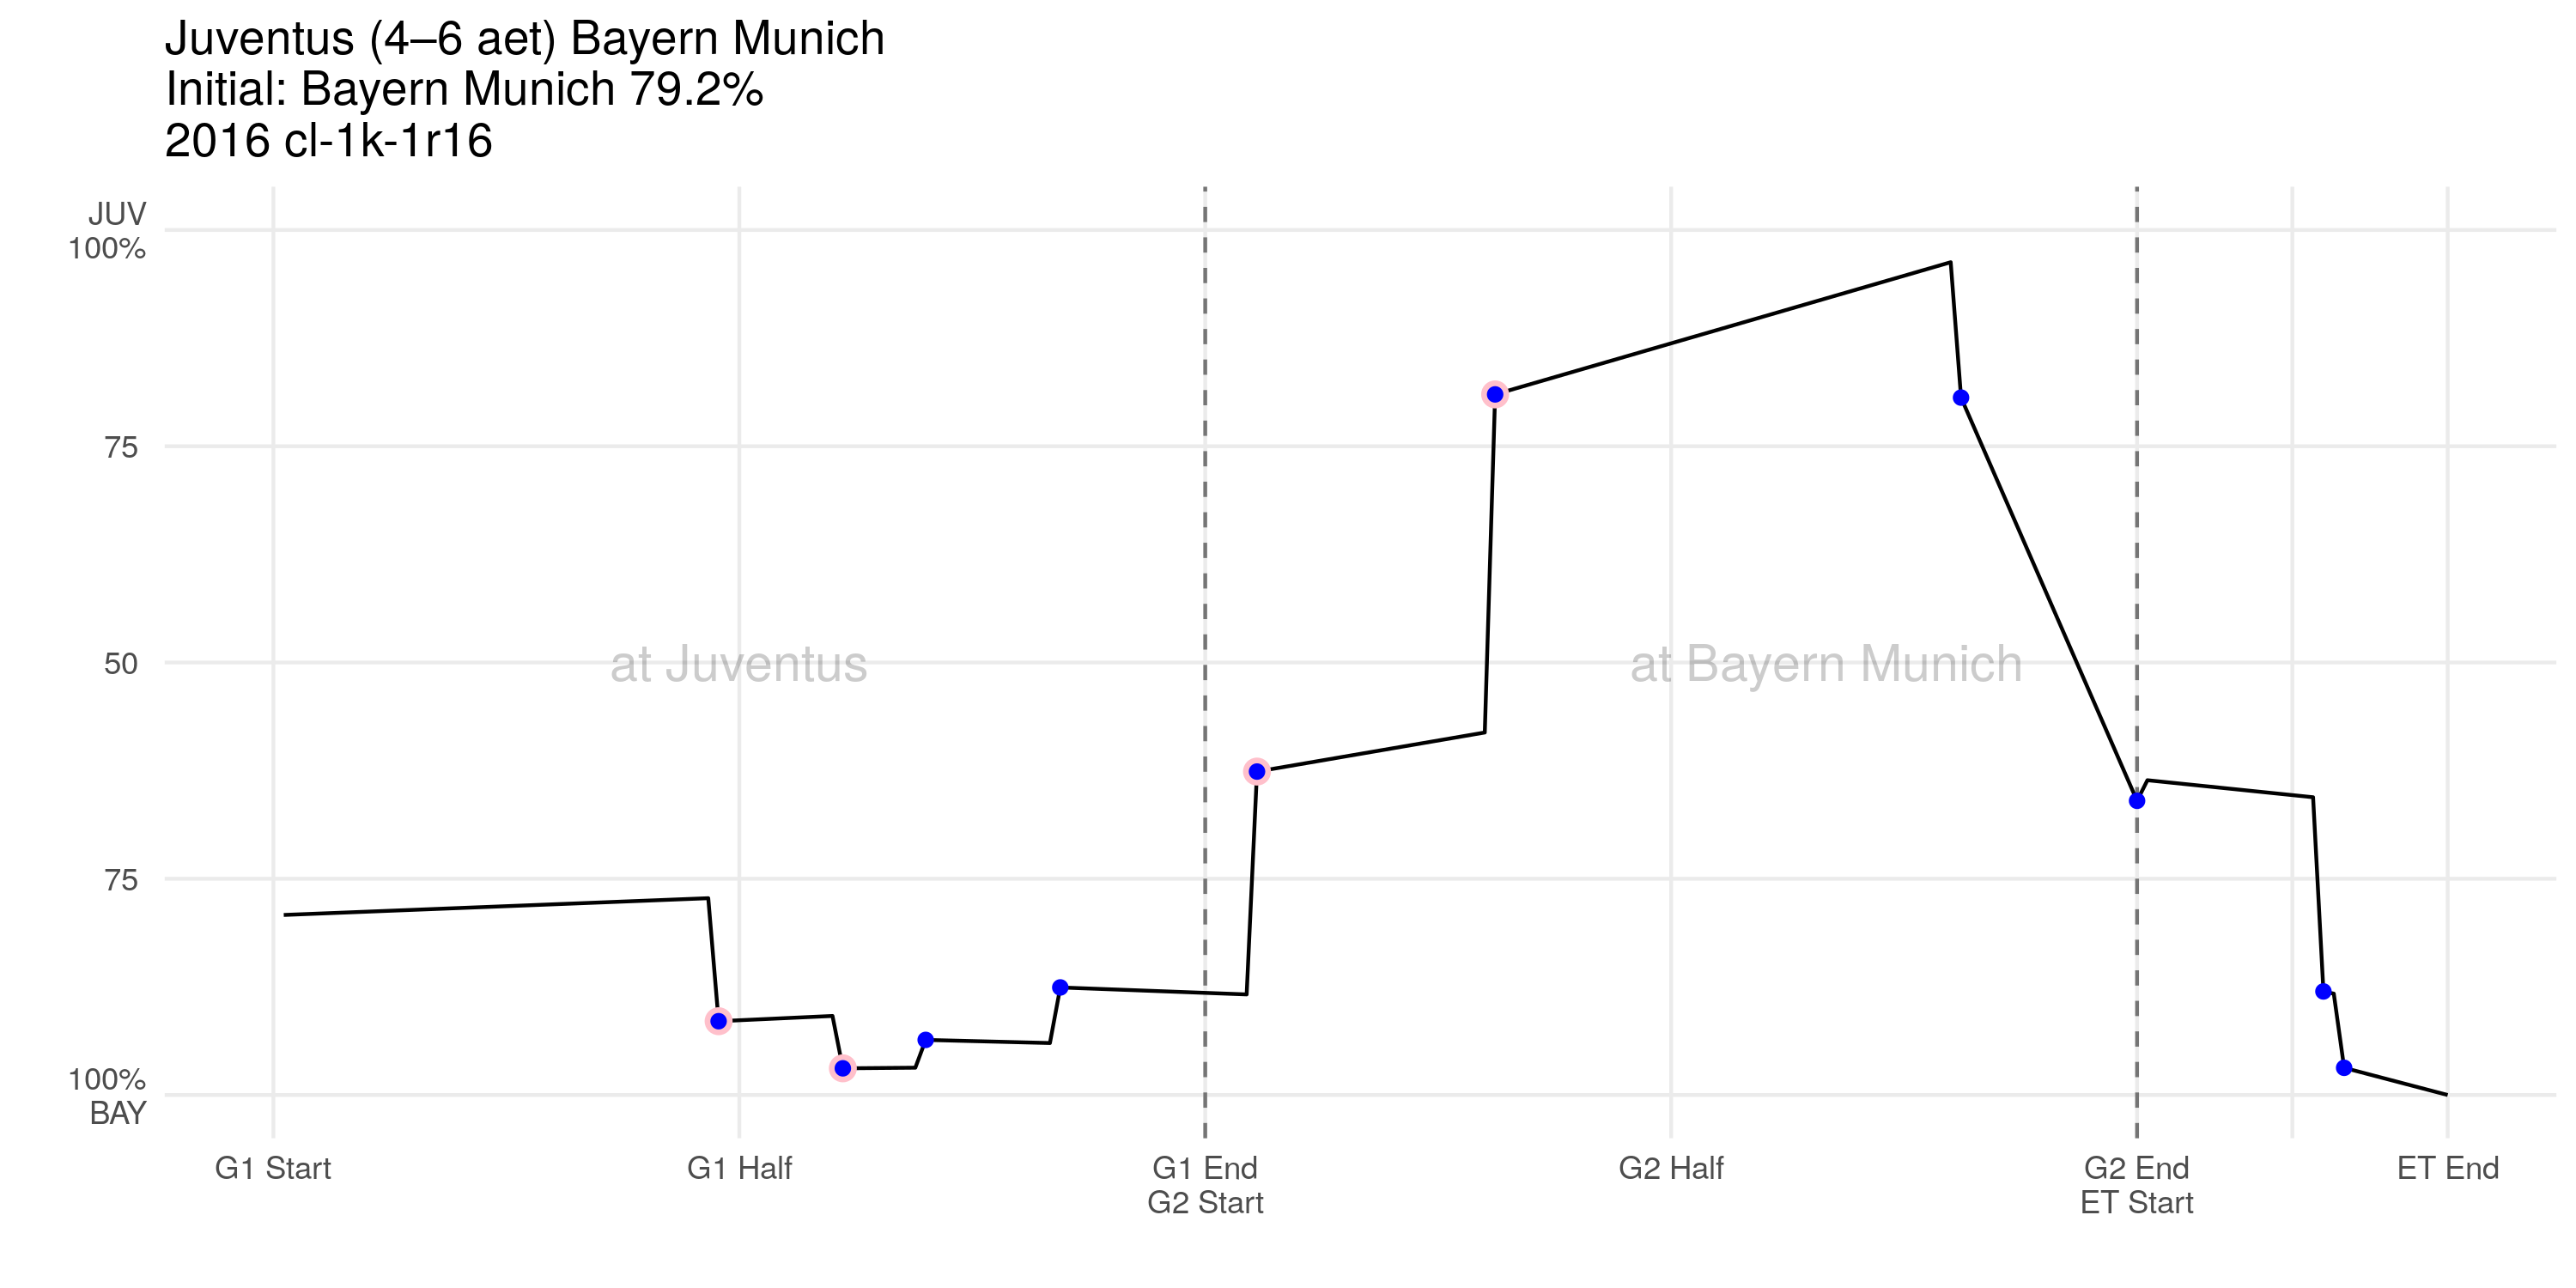 Juventus (4–6 aet) Bayern Munich
Initial: Bayern Munich 79.2%
2016 cl-1k-1r16
JUV
100%
75
50
75
100%
BAY
at Juventus
at Bayern Munich
G1 Start
G1 Half
G1 End
G2 Start
G2 Half
G2 End
ET Start
ET End